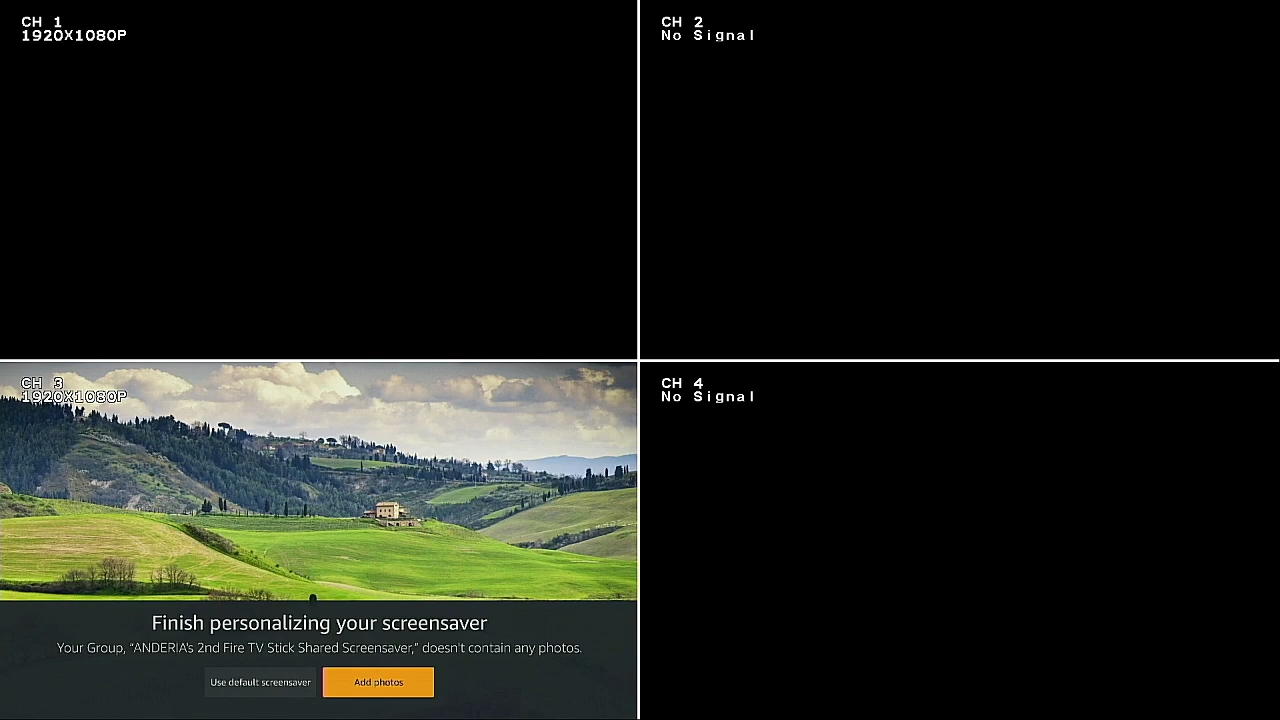 CH 1
1920X1080P
CH 2
No Signal
CH 3
1920X1080P
Finish personalizing your screensaver
Your Group, “ANDERIA's 2nd Fire TV Stick Shared Screensaver,” doesn't contain any photos.
Use default screensaver
Add photos
CH 4
No Signal